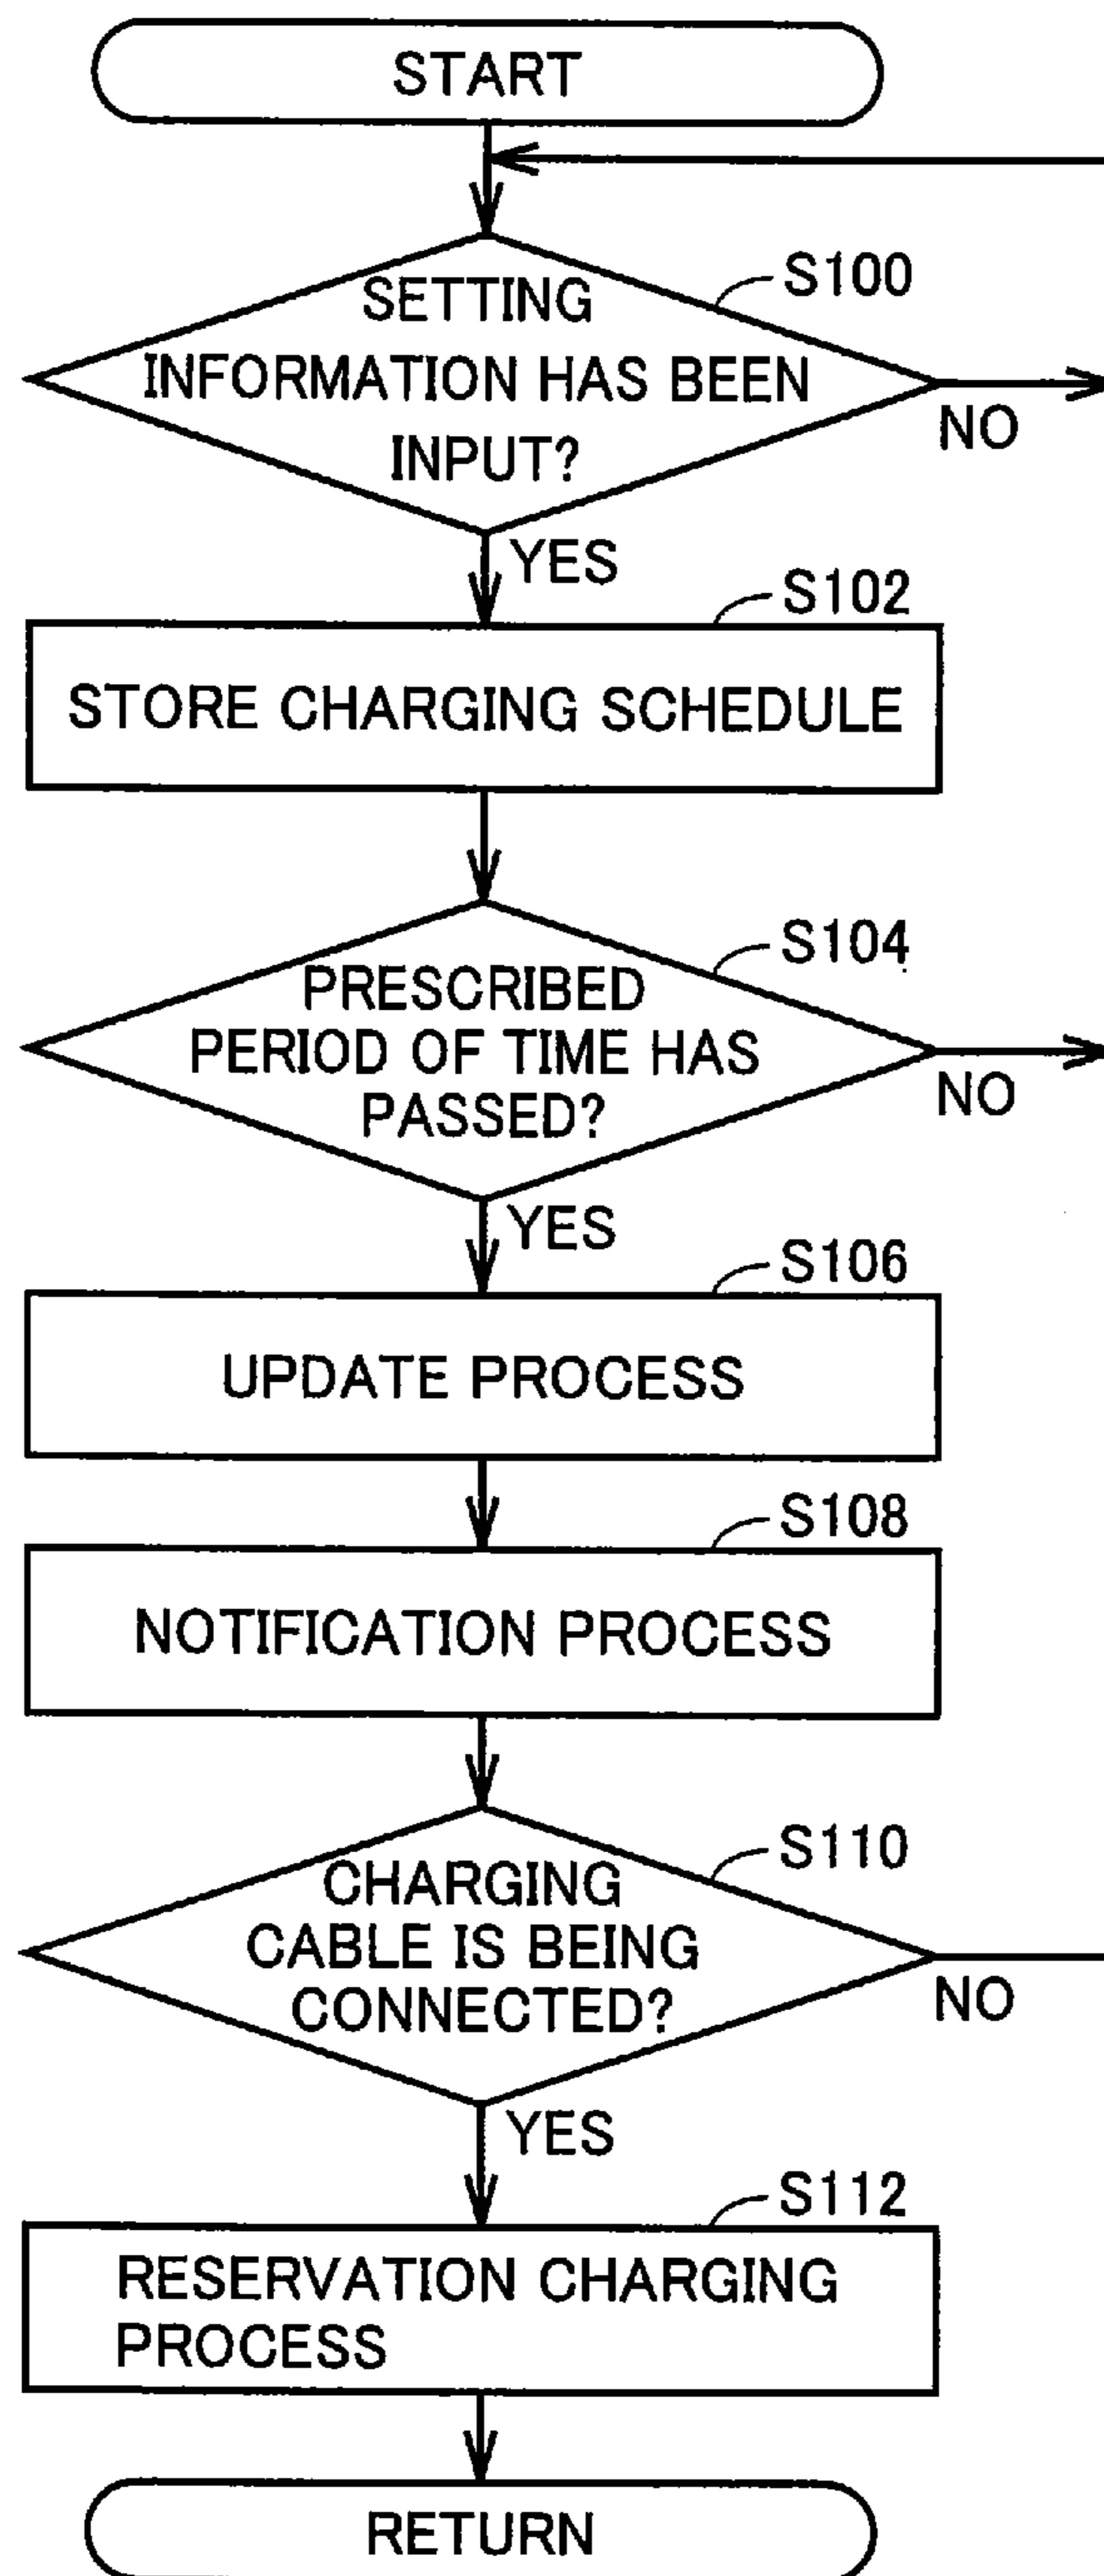 START
S100
SETTING
INFORMATION HAS BEEN
INPUT?
NO
YES
S102
STORE CHARGING SCHEDULE
S104
PRESCRIBED
PERIOD OF TIME HAS
PASSED?
NO
YES
S106
UPDATE PROCESS
S108
NOTIFICATION PROCESS
S110
CHARGING
CABLE IS BEING
CONNECTED?
NO
YES
S112
RESERVATION CHARGING
PROCESS
RETURN